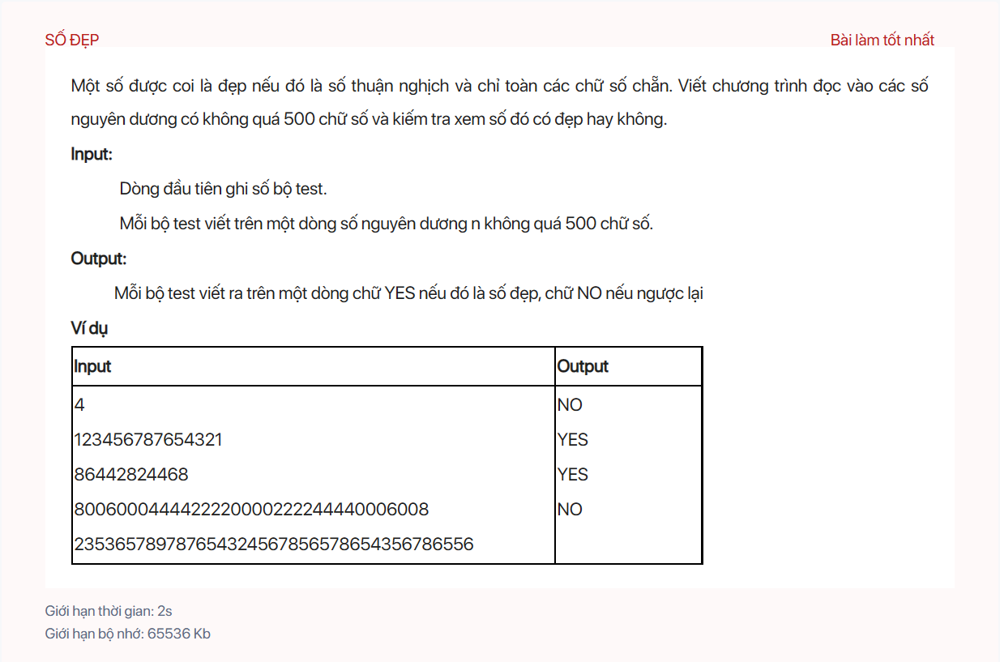 SỐ ĐẸP
Bài làm tốt nhất
Một số được coi là đẹp nếu đó là số thuận nghịch và chỉ toàn các chữ số chẵn. Viết chương trình đọc vào các số
nguyên dương có không quá 500 chữ số và kiếm tra xem số đó có đẹp hay không.
Input:
Dòng đầu tiên ghi số bộ test.
Mỗi bộ test viết trên một dòng số nguyên dương n không quá 500 chữ số.
Output:
Mỗi bộ test viết ra trên một dòng chữ YES nếu đó là số đẹp, chữ NO nếu ngược lại
Ví dụ
Input Output
4 NO
123456787654321 YES
86442824468 YES
8006000444422220000222244440006008 NO
235365789787654324567856578654356786556
Giới hạn thời gian: 2s
Giới hạn bộ nhớ: 65536 Kb